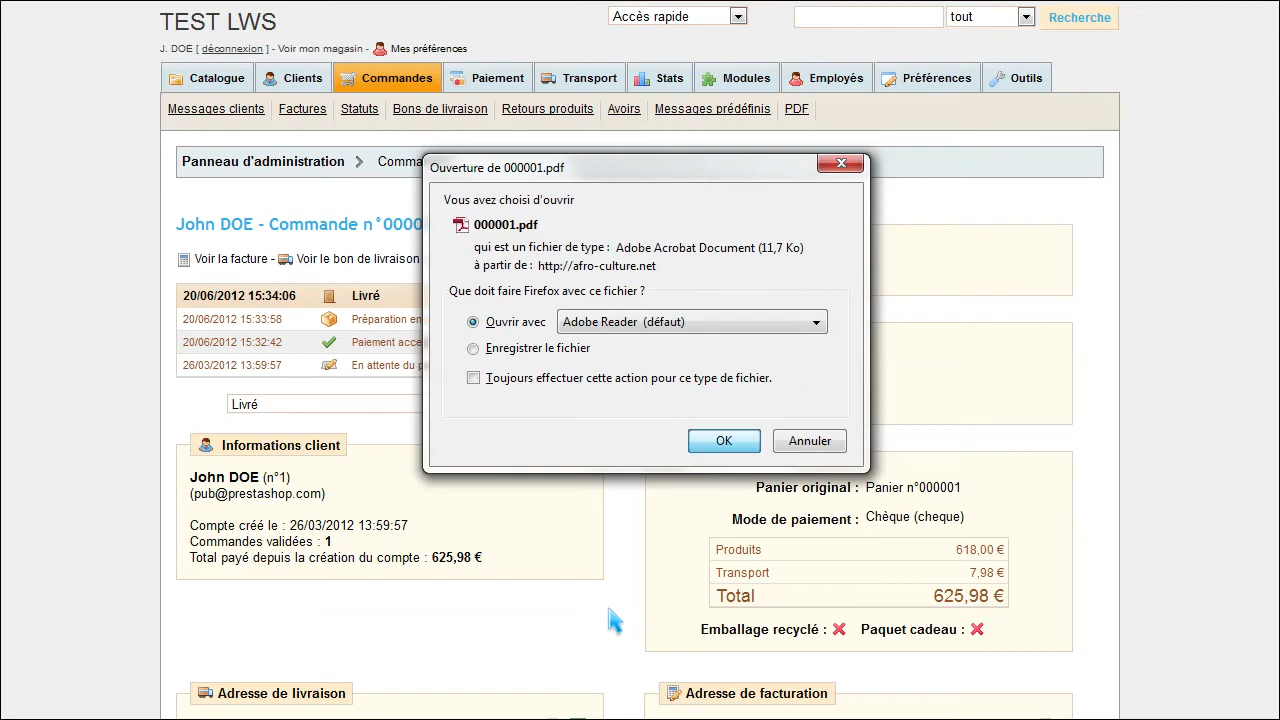 TEST LWS
Accès rapide
tout
Recherche
J. DOE [ déconnexion ] - Voir mon magasin - Mes préférences
Catalogue
Clients
Commandes
Paiement
Transport
Stats
Modules
Employés
Préférences
Outils
Messages clients
Factures
Statuts
Bons de livraison
Retours produits
Avoirs
Messages prédéfinis
PDF
Panneau d'administration > Comma
Ouverture de 000001.pdf
Vous avez choisi d'ouvrir
000001.pdf
qui est un fichier de type : Adobe Acrobat Document (11,7 Ko)
à partir de : http://afro-culture.net
Que doit faire Firefox avec ce fichier ?
Ouvrir avec Adobe Reader (défaut)
Enregistrer le fichier
Toujours effectuer cette action pour ce type de fichier.
OK
Annuler
John DOE - Commande n°0000
Voir la facture - Voir le bon de livraison
20/06/2012 15:34:06 Livré
20/06/2012 15:33:58 Préparation en
20/06/2012 15:32:42 Paiement acce
26/03/2012 13:59:57 En attente du p
Livré
Informations client
John DOE (n°1)
(pub@prestashop.com)
Compte créé le : 26/03/2012 13:59:57
Commandes validées : 1
Total payé depuis la création du compte : 625,98 €
Panier original : Panier n°000001
Mode de paiement : Chèque (cheque)
Produits 618,00 €
Transport 7,98 €
Total 625,98 €
Emballage recyclé : Paquet cadeau :
Adresse de livraison
Adresse de facturation